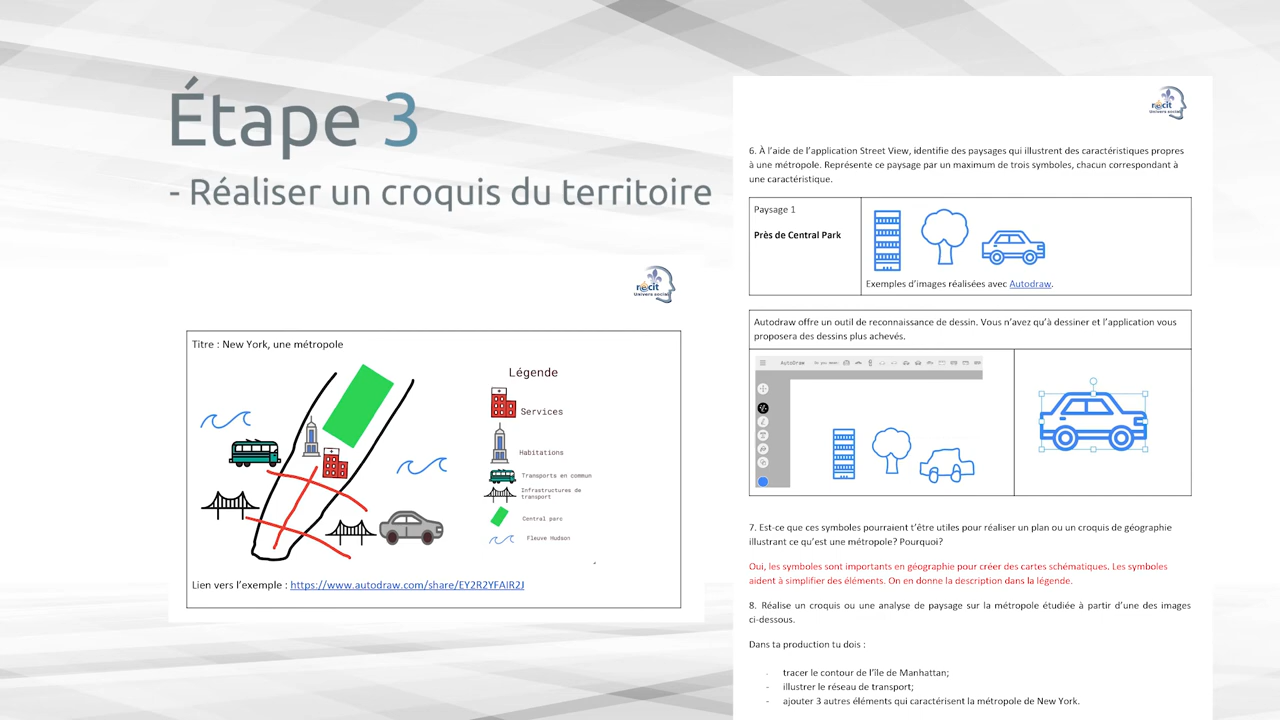 Étape 3
- Réaliser un croquis du territoire
récit
Univers social
Titre : New York, une métropole
Légende
Services
Habitations
Transports en commun
Infrastructures de
transport
Central parc
Fleuve Hudson
Lien vers l'exemple : https://www.autodraw.com/share/EY2R2YFAIR2J
récit
Univers social
6. À l'aide de l'application Street View, identifie des paysages qui illustrent des caractéristiques propres
à une métropole. Représente ce paysage par un maximum de trois symboles, chacun correspondant à
une caractéristique.
Paysage 1
Près de Central Park
Exemples d'images réalisées avec Autodraw.
Autodraw offre un outil de reconnaissance de dessin. Vous n'avez qu'à dessiner et l'application vous
proposera des dessins plus achevés.
AutoDraw
7. Est-ce que ces symboles pourraient t'être utiles pour réaliser un plan ou un croquis de géographie
illustrant ce qu'est une métropole? Pourquoi?
Oui, les symboles sont importants en géographie pour créer des cartes schématiques. Les symboles
aident à simplifier des éléments. On en donne la description dans la légende.
8. Réalise un croquis ou une analyse de paysage sur la métropole étudiée à partir d'une des images
ci-dessous.
Dans ta production tu dois :
- tracer le contour de l'île de Manhattan;
- illustrer le réseau de transport;
- ajouter 3 autres éléments qui caractérisent la métropole de New York.